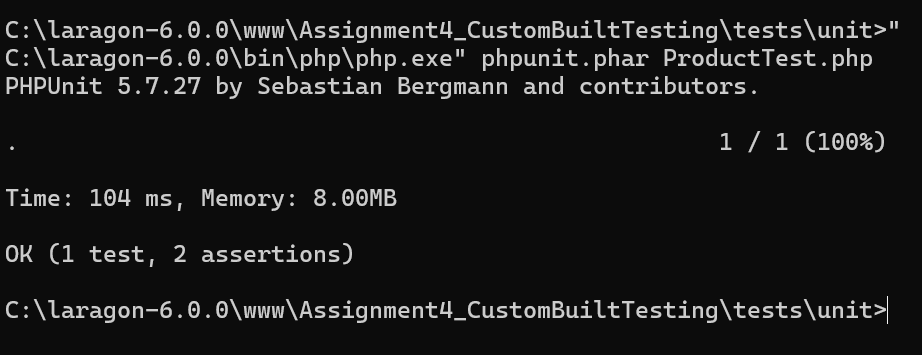 C:\laragon-6.0.0\www\Assignment4_CustomBuiltTesting\tests\unit>"
C:\laragon-6.0.0\bin\php\php.exe" phpunit.phar ProductTest.php
PHPUnit 5.7.27 by Sebastian Bergmann and contributors.
. 1 / 1 (100%)
Time: 104 ms, Memory: 8.00MB
OK (1 test, 2 assertions)
C:\laragon-6.0.0\www\Assignment4_CustomBuiltTesting\tests\unit>